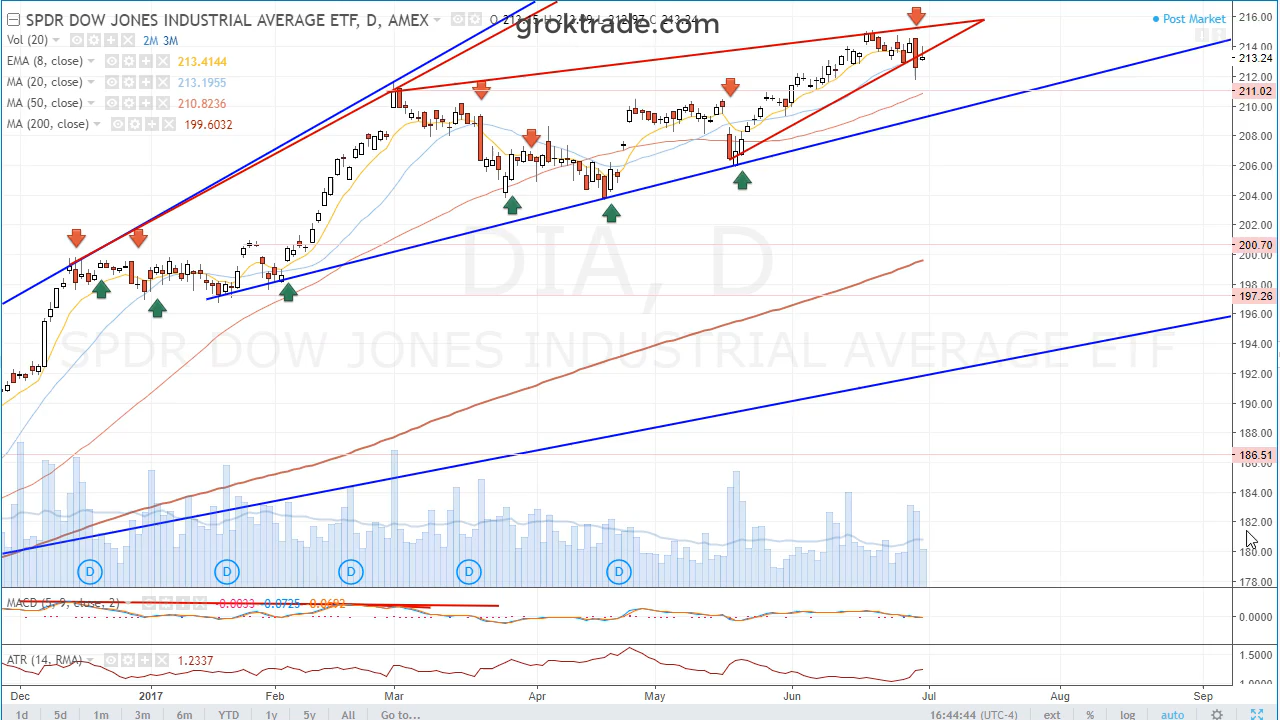 SPDR DOW JONES INDUSTRIAL AVERAGE ETF, D, AMEX
groktrade.com
Post Market
Vol (20) 2M 3M
EMA (8, close) 213.4144
MA (20, close) 213.1955
MA (50, close) 210.8236
MA (200, close) 199.6032
DIA, D
SPDR DOW JONES INDUSTRIAL AVERAGE ETF
216.00
214.00
213.24
212.00
211.02
210.00
208.00
206.00
204.00
202.00
200.70
200.00
197.26
196.00
194.00
192.00
190.00
188.00
186.51
186.00
184.00
182.00
180.00
178.00
D D D D D
MACD (5, 9, close, 2) -0.0033 0.0725 0.0692
0.0000
ATR (14, RMA) 1.2337
1.5000
1.0000
Dec 2017 Feb Mar Apr May Jun Jul Aug Sep
1d 5d 1m 3m 6m YTD 1y 5y All Go to... 16:44:44 (UTC-4) ext % log auto